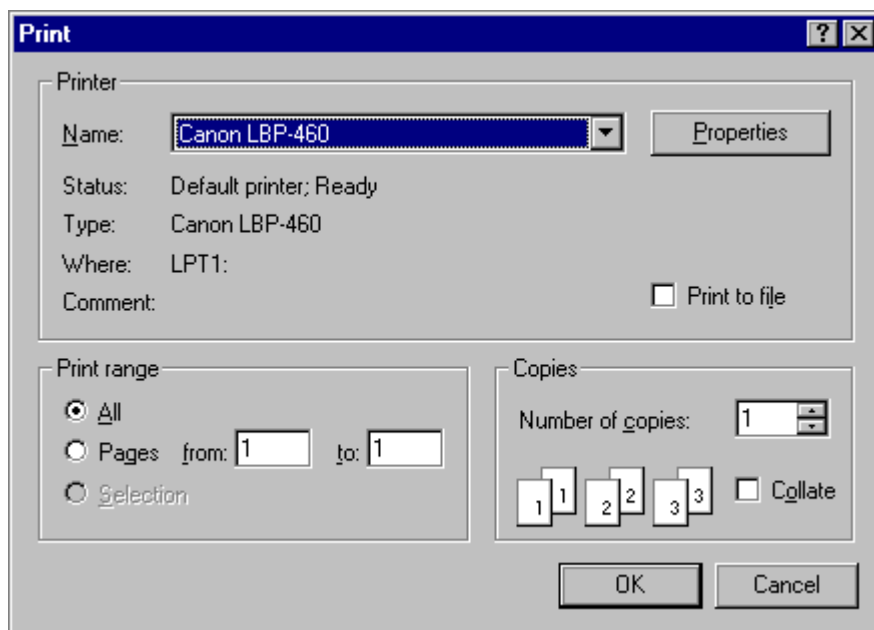 Print
Printer
Name: Canon LBP-460 Properties
Status: Default printer; Ready
Type: Canon LBP-460
Where: LPT1:
Comment: Print to file
Print range
All
Pages from: 1 to: 1
Selection
Copies
Number of copies: 1
1 1 2 2 3 3 Collate
OK Cancel